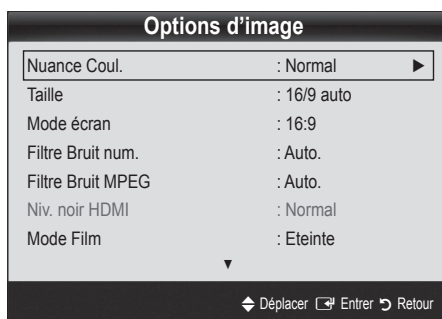 Options d'image
Nuance Coul. : Normal ►
Taille : 16/9 auto
Mode écran : 16:9
Filtre Bruit num. : Auto.
Filtre Bruit MPEG : Auto.
Niv. noir HDMI : Normal
Mode Film : Eteinte
▼
Déplacer Entrer Retour